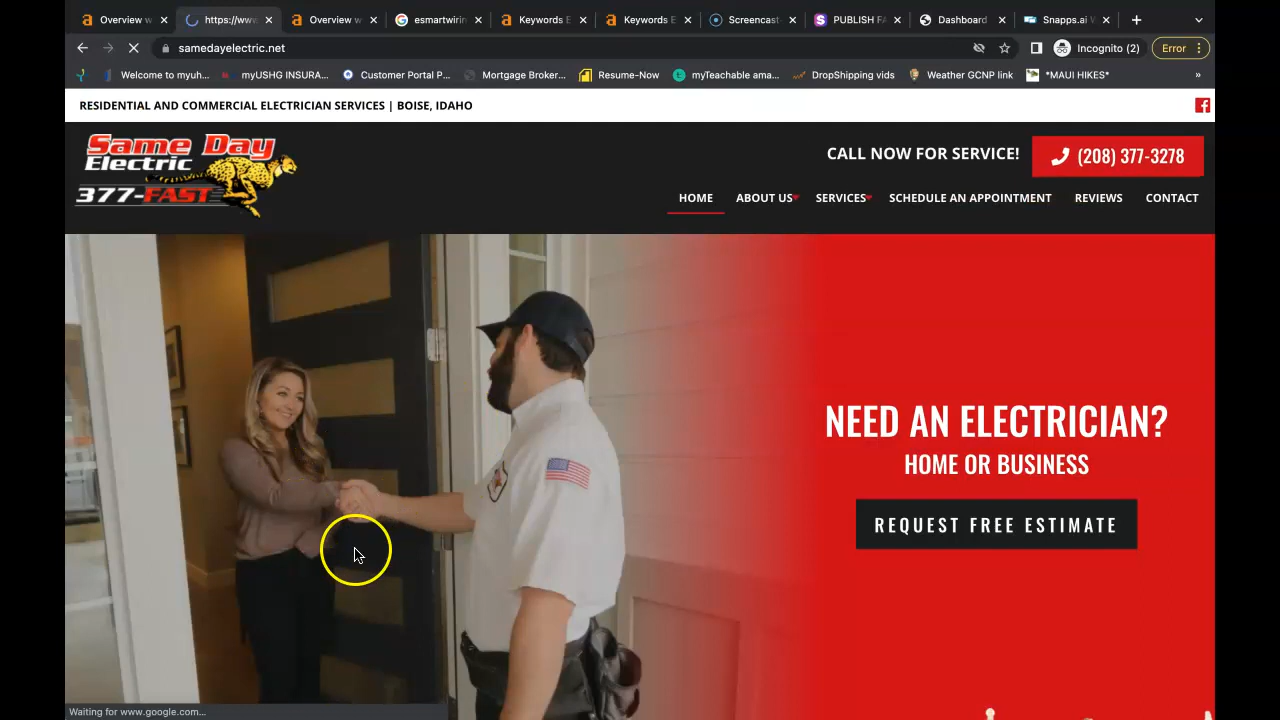 Overview w
https://ww
Overview w
esmartwirin
Keywords E
Keywords E
Screencast
PUBLISH FA
Dashboard
Snapps.ai
samedayelectric.net
Incognito (2)
Error
Welcome to myuh...
myUSHG INSURA...
Customer Portal P...
Mortgage Broker...
Resume-Now
myTeachable ama...
DropShipping vids
Weather GCNP link
*MAUI HIKES*
»
RESIDENTIAL AND COMMERCIAL ELECTRICIAN SERVICES | BOISE, IDAHO
Same Day
Electric
377-FAST
CALL NOW FOR SERVICE!
(208) 377-3278
HOME
ABOUT US
SERVICES
SCHEDULE AN APPOINTMENT
REVIEWS
CONTACT
NEED AN ELECTRICIAN?
HOME OR BUSINESS
REQUEST FREE ESTIMATE
Waiting for www.google.com...